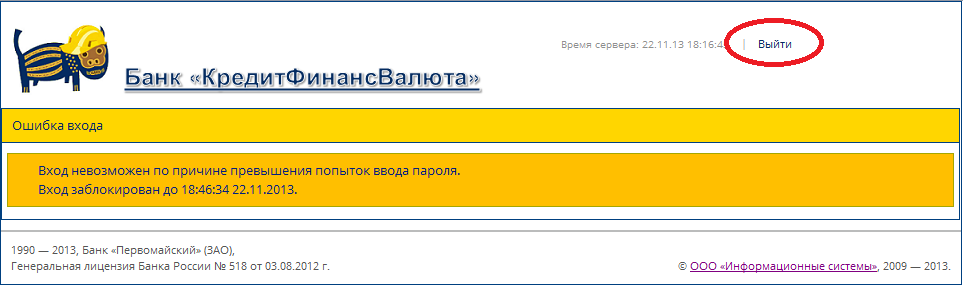 Время сервера: 22.11.13 18:16:4
| Выйти
Банк «КредитФинансВалюта»
Ошибка входа
Вход невозможен по причине превышения попыток ввода пароля.
Вход заблокирован до 18:46:34 22.11.2013.
1990 — 2013, Банк «Первомайский» (ЗАО),
Генеральная лицензия Банка России № 518 от 03.08.2012 г.
© ООО «Информационные системы», 2009 — 2013.